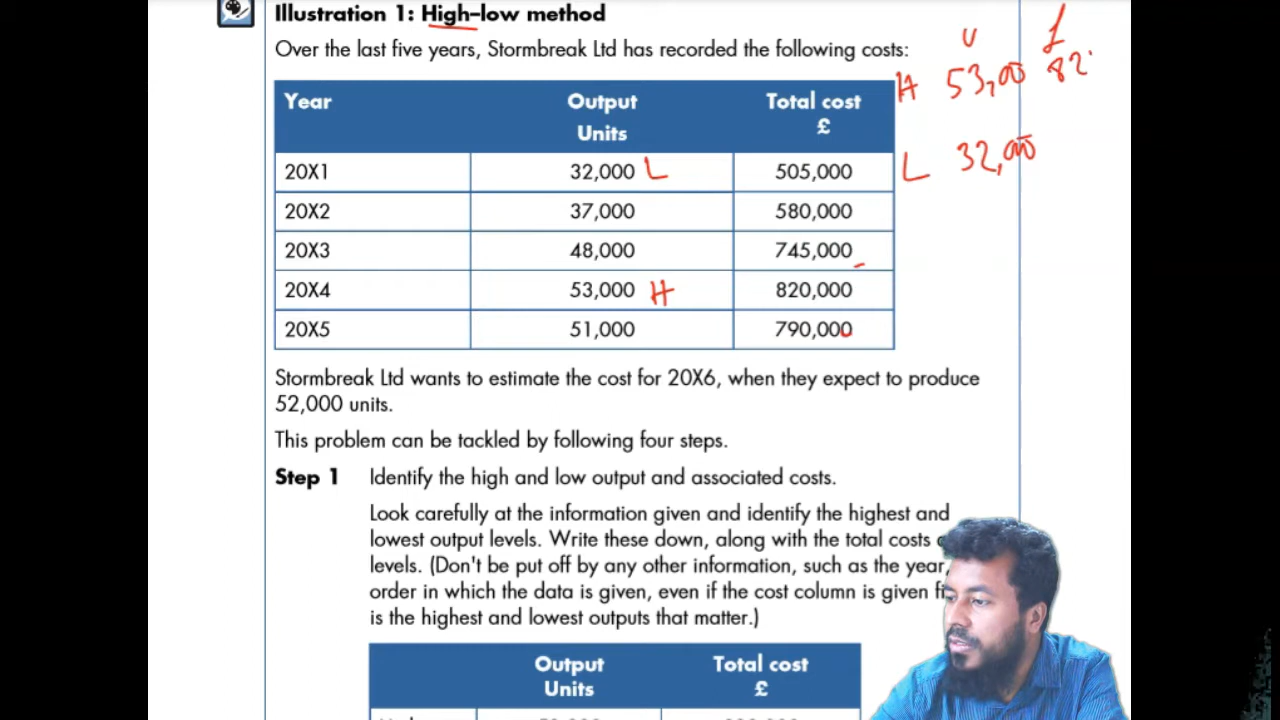 Illustration 1: High–low method
Over the last five years, Stormbreak Ltd has recorded the following costs:
U £
H 53,00 82
Year Output Units Total cost £
20X1 32,000 L 505,000
L 32,00
20X2 37,000 580,000
20X3 48,000 745,000
20X4 53,000 H 820,000
20X5 51,000 790,000
Stormbreak Ltd wants to estimate the cost for 20X6, when they expect to produce
52,000 units.
This problem can be tackled by following four steps.
Step 1 Identify the high and low output and associated costs.
Look carefully at the information given and identify the highest and
lowest output levels. Write these down, along with the total costs
levels. (Don't be put off by any other information, such as the year,
order in which the data is given, even if the cost column is given
is the highest and lowest outputs that matter.)
Output Total cost
Units £